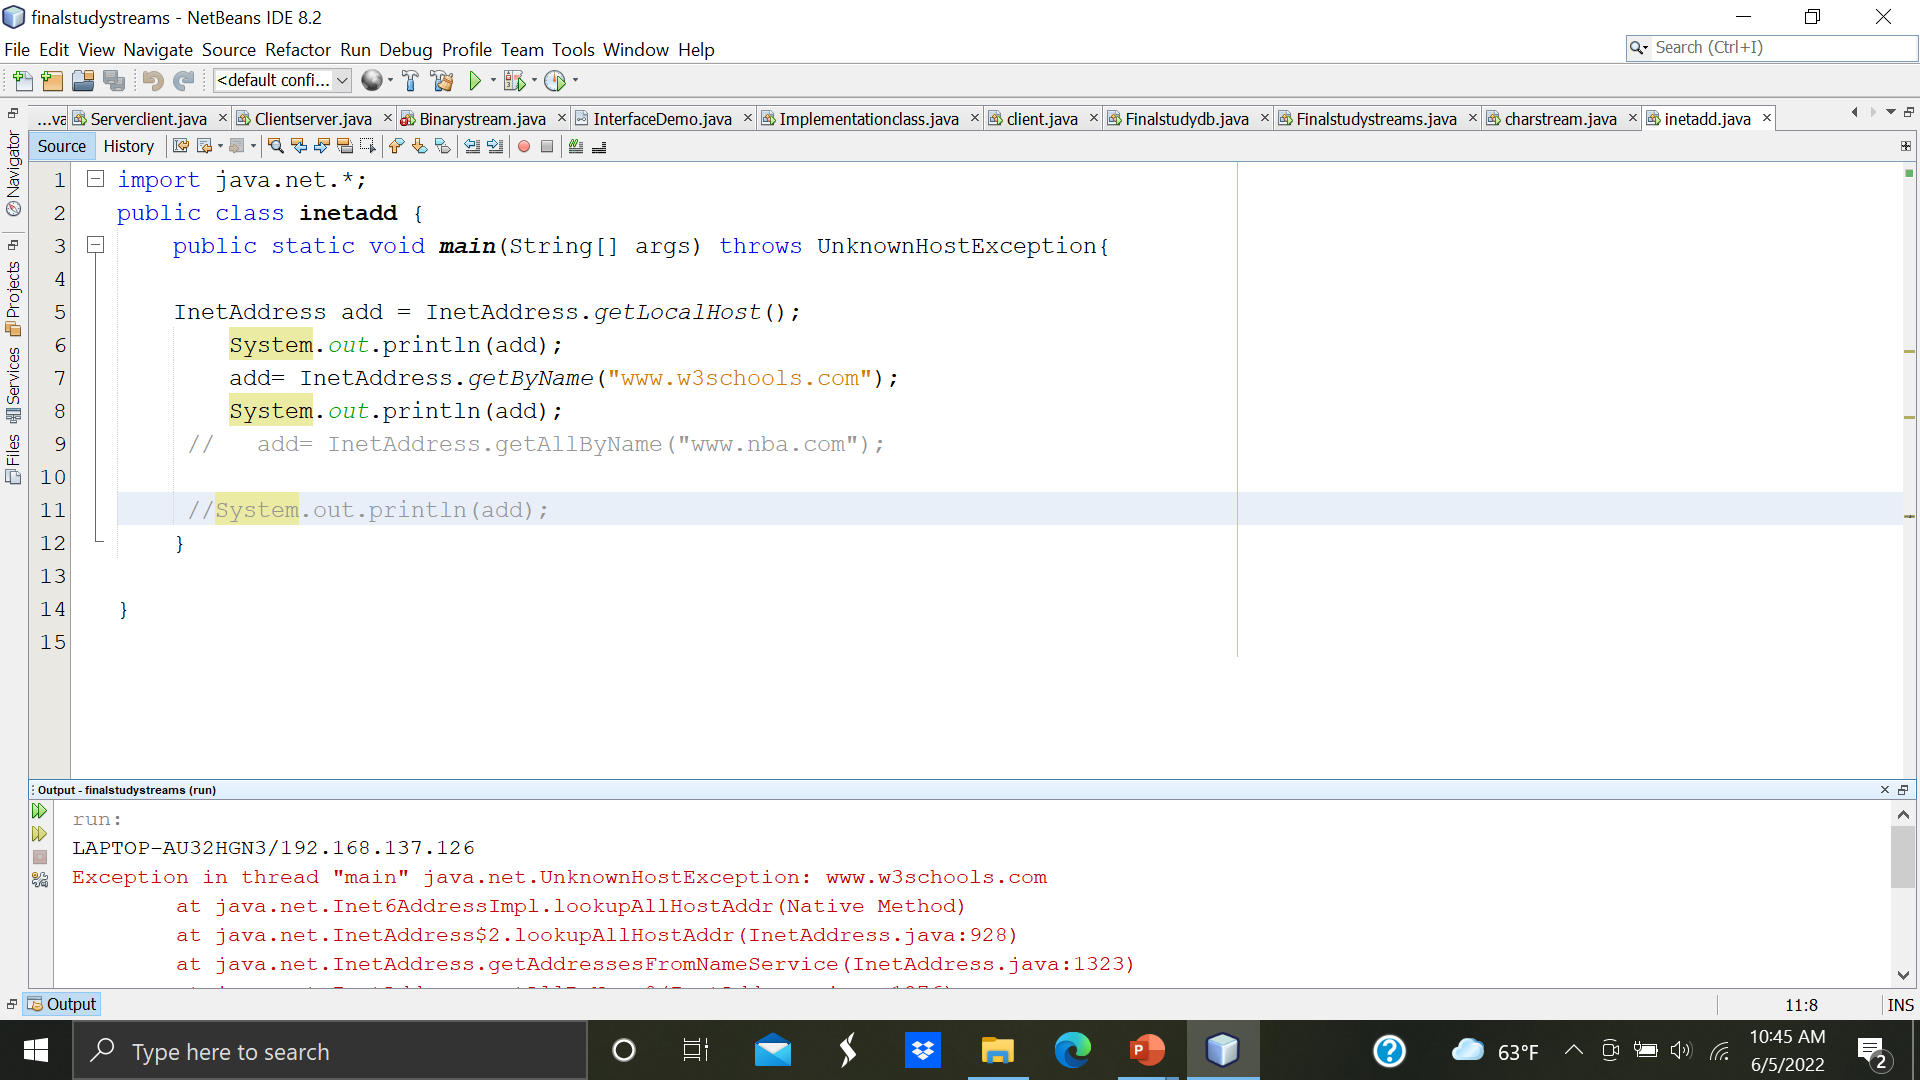 finalstudystreams - NetBeans IDE 8.2
File Edit View Navigate Source Refactor Run Debug Profile Team Tools Window Help
Search (Ctrl+I)
<default confi...
...va Serverclient.java Clientserver.java Binarystream.java InterfaceDemo.java Implementationclass.java client.java Finalstudydb.java Finalstudystreams.java charstream.java inetadd.java
Source History
Navigator
Projects
Services
Files
1 import java.net.*;
2 public class inetadd {
3 public static void main(String[] args) throws UnknownHostException{
4
5 InetAddress add = InetAddress.getLocalHost();
6 System.out.println(add);
7 add= InetAddress.getByName("www.w3schools.com");
8 System.out.println(add);
9 // add= InetAddress.getAllByName("www.nba.com");
10
11 //System.out.println(add);
12 }
13
14 }
15
Output - finalstudystreams (run)
run:
LAPTOP-AU32HGN3/192.168.137.126
Exception in thread "main" java.net.UnknownHostException: www.w3schools.com
at java.net.Inet6AddressImpl.lookupAllHostAddr(Native Method)
at java.net.InetAddress$2.lookupAllHostAddr(InetAddress.java:928)
at java.net.InetAddress.getAddressesFromNameService(InetAddress.java:1323)
Output
11:8 INS
Type here to search
63°F
10:45 AM
6/5/2022
2